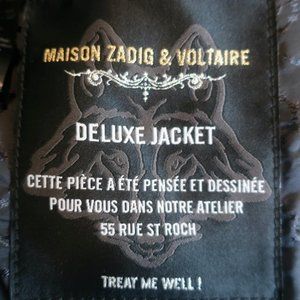 MAISON ZADIG & VOLTAIRE
DELUXE JACKET
CETTE PIÈCE A ÉTÉ PENSÉE ET DESSINÉE
POUR VOUS DANS NOTRE ATELIER
55 RUE ST ROCH
TREAT ME WELL !